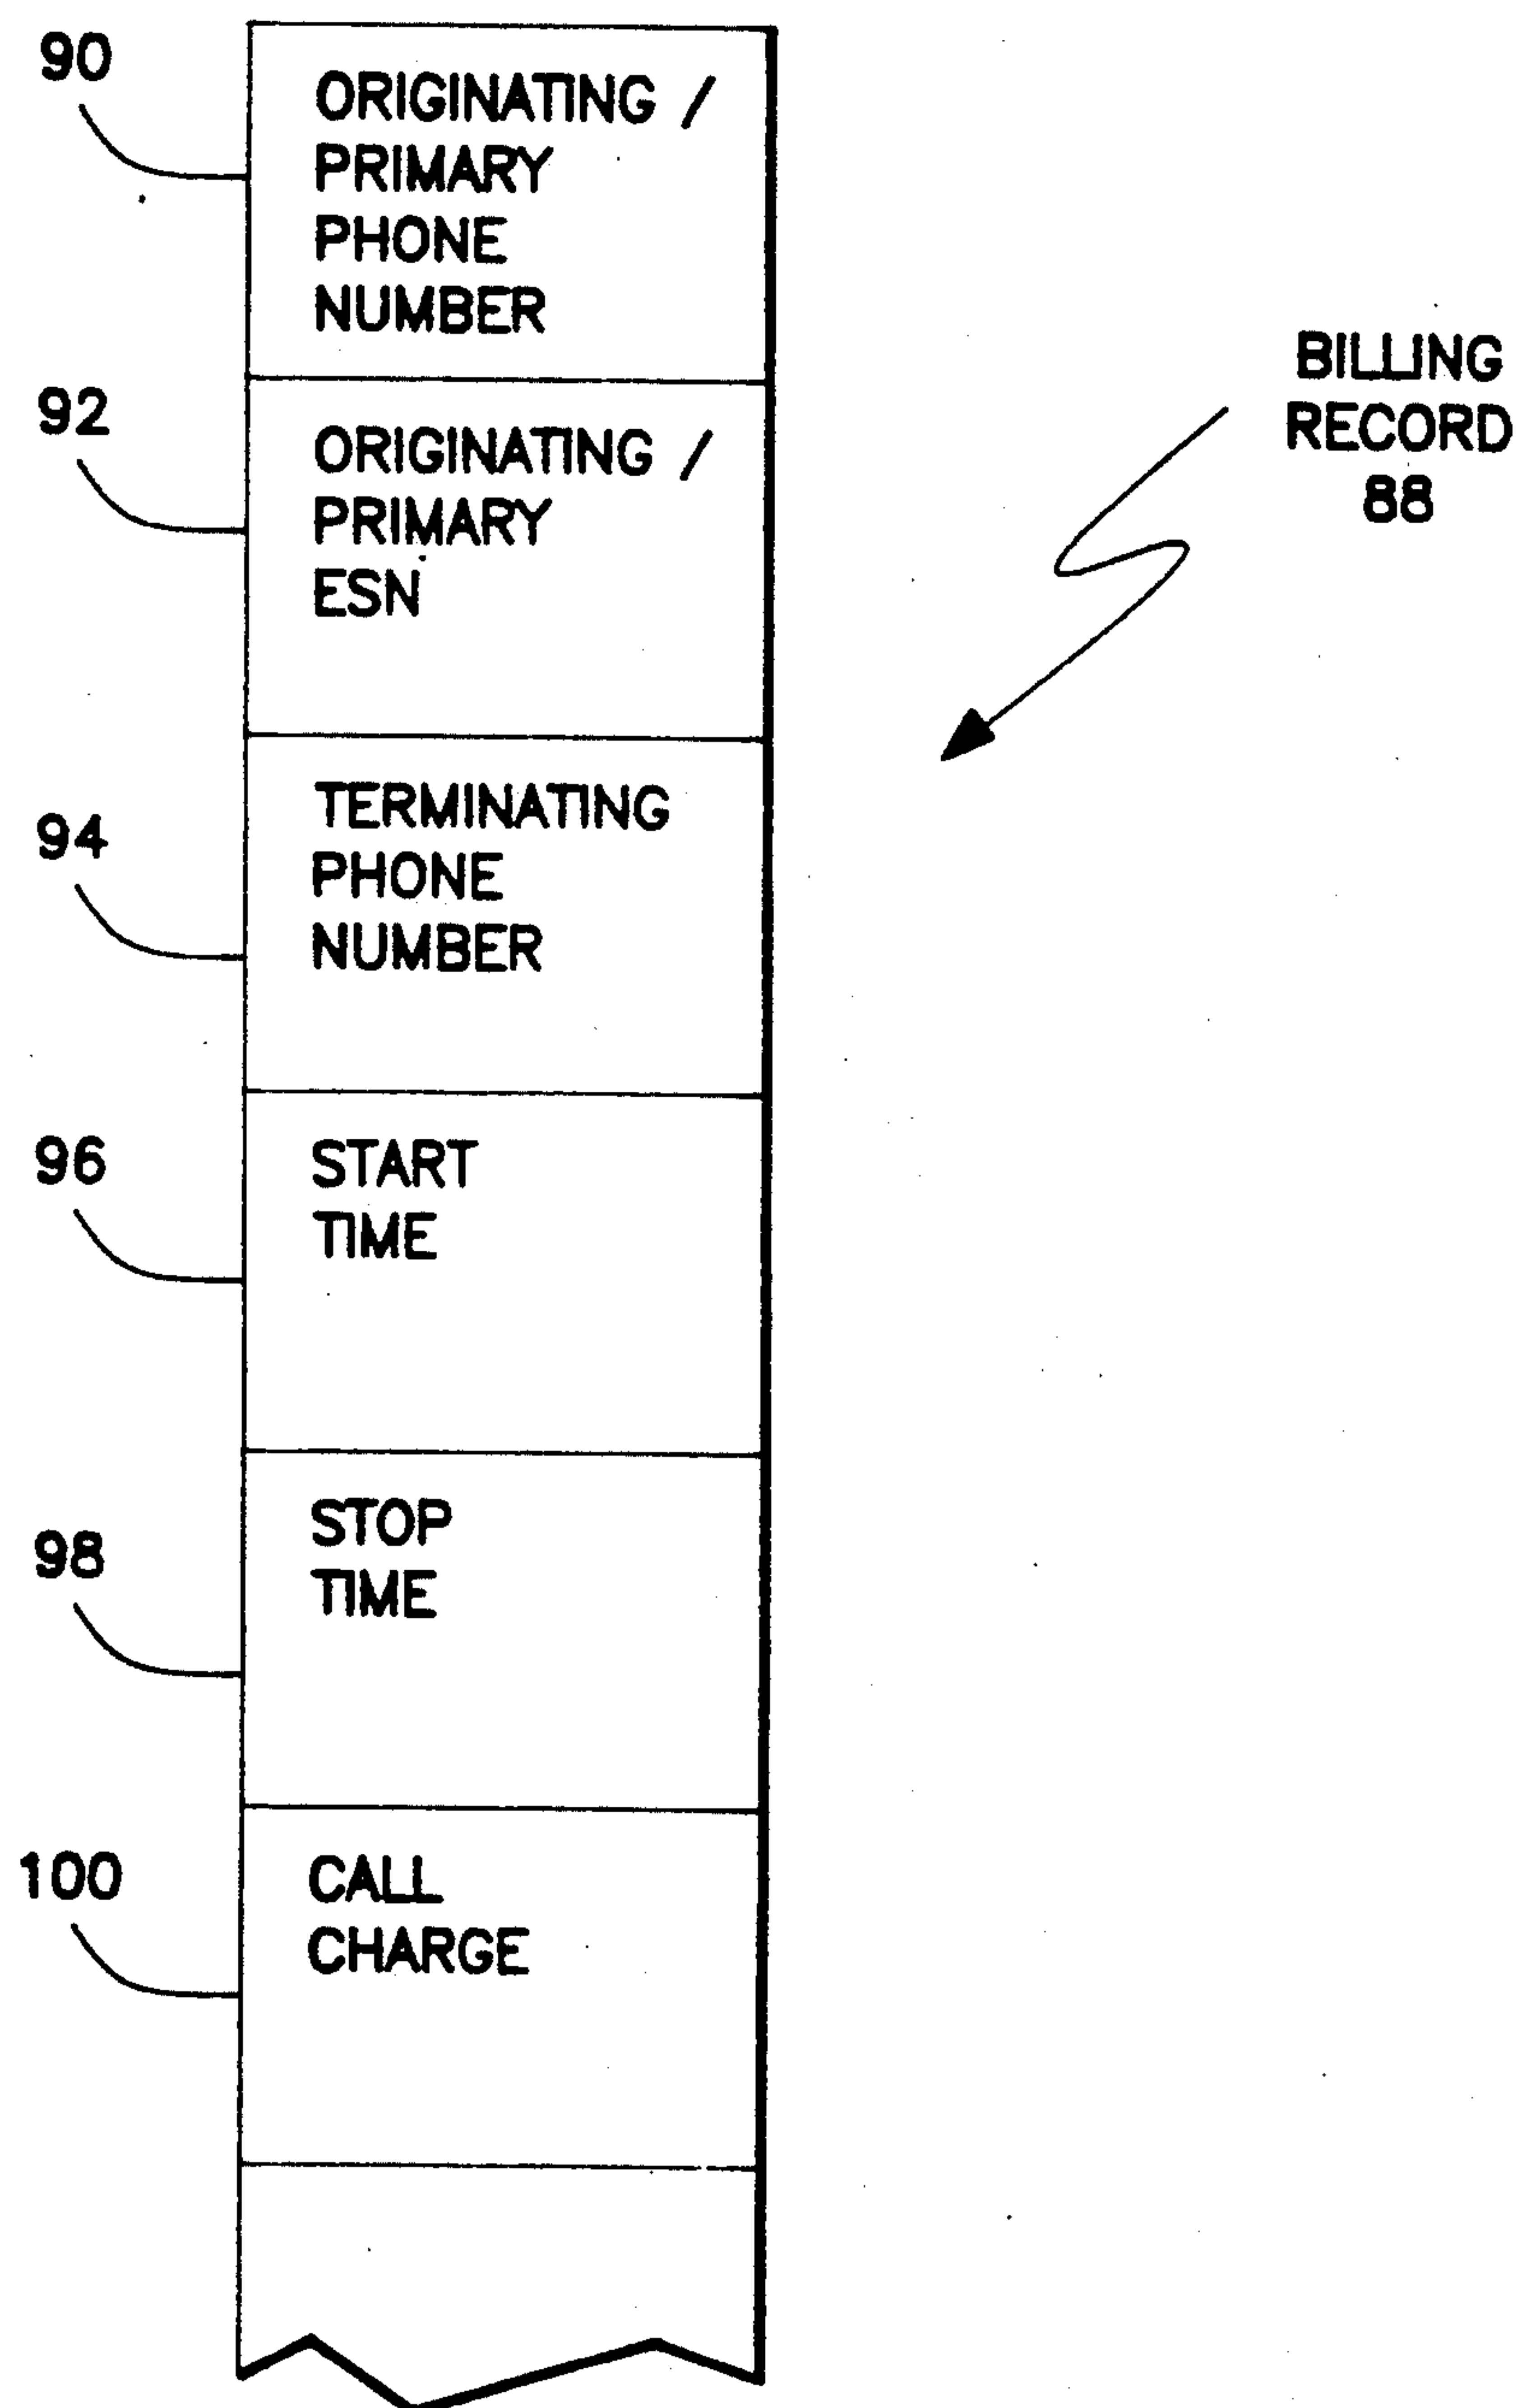 90
ORIGINATING /
PRIMARY
PHONE
NUMBER
BILLING
RECORD
88
92
ORIGINATING /
PRIMARY
ESN
94
TERMINATING
PHONE
NUMBER
96
START
TIME
98
STOP
TIME
100
CALL
CHARGE